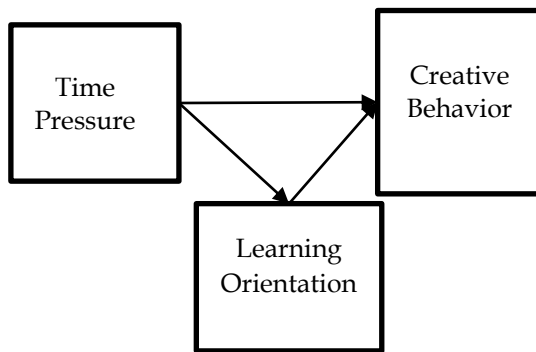 Time
Pressure
Creative
Behavior
Learning
Orientation